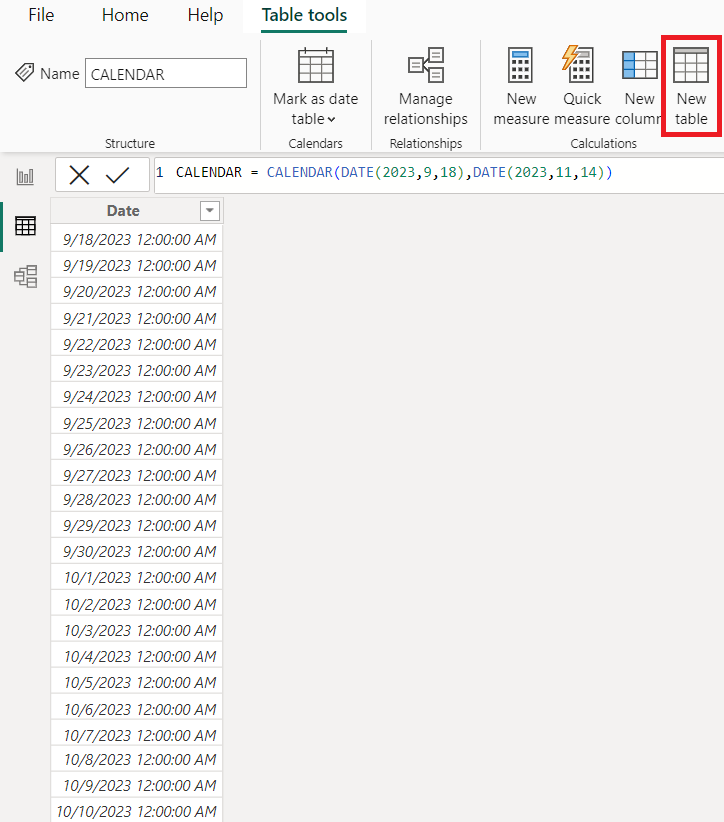 File Home Help Table tools
Name CALENDAR
Mark as date table
Manage relationships
New measure
Quick measure
New column
New table
Structure Calendars Relationships Calculations
1 CALENDAR = CALENDAR(DATE(2023,9,18),DATE(2023,11,14))
Date
9/18/2023 12:00:00 AM
9/19/2023 12:00:00 AM
9/20/2023 12:00:00 AM
9/21/2023 12:00:00 AM
9/22/2023 12:00:00 AM
9/23/2023 12:00:00 AM
9/24/2023 12:00:00 AM
9/25/2023 12:00:00 AM
9/26/2023 12:00:00 AM
9/27/2023 12:00:00 AM
9/28/2023 12:00:00 AM
9/29/2023 12:00:00 AM
9/30/2023 12:00:00 AM
10/1/2023 12:00:00 AM
10/2/2023 12:00:00 AM
10/3/2023 12:00:00 AM
10/4/2023 12:00:00 AM
10/5/2023 12:00:00 AM
10/6/2023 12:00:00 AM
10/7/2023 12:00:00 AM
10/8/2023 12:00:00 AM
10/9/2023 12:00:00 AM
10/10/2023 12:00:00 AM